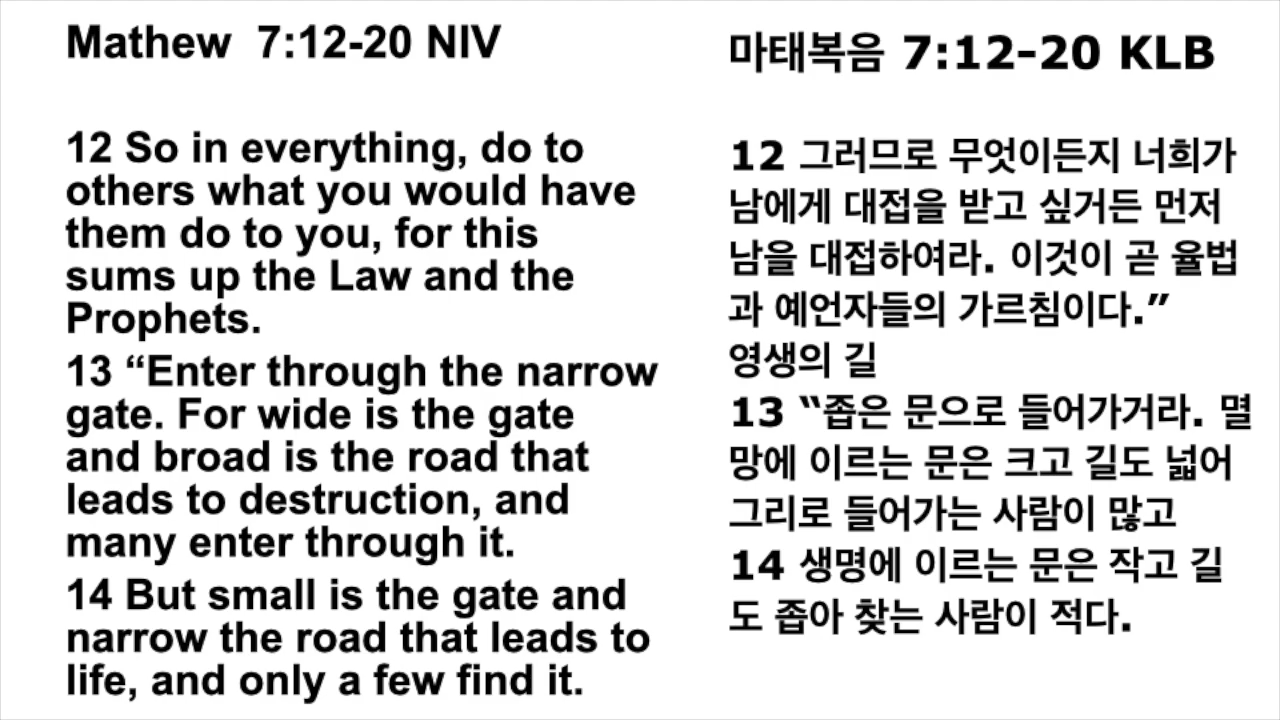 Mathew 7:12-20 NIV
12 So in everything, do to
others what you would have
them do to you, for this
sums up the Law and the
Prophets.
13 “Enter through the narrow
gate. For wide is the gate
and broad is the road that
leads to destruction, and
many enter through it.
14 But small is the gate and
narrow the road that leads to
life, and only a few find it.
마태복음 7:12-20 KLB
12 그러므로 무엇이든지 너희가
남에게 대접을 받고 싶거든 먼저
남을 대접하여라. 이것이 곧 율법
과 예언자들의 가르침이다.”
영생의 길
13 “좁은 문으로 들어가거라. 멸
망에 이르는 문은 크고 길도 넓어
그리로 들어가는 사람이 많고
14 생명에 이르는 문은 작고 길
도 좁아 찾는 사람이 적다.